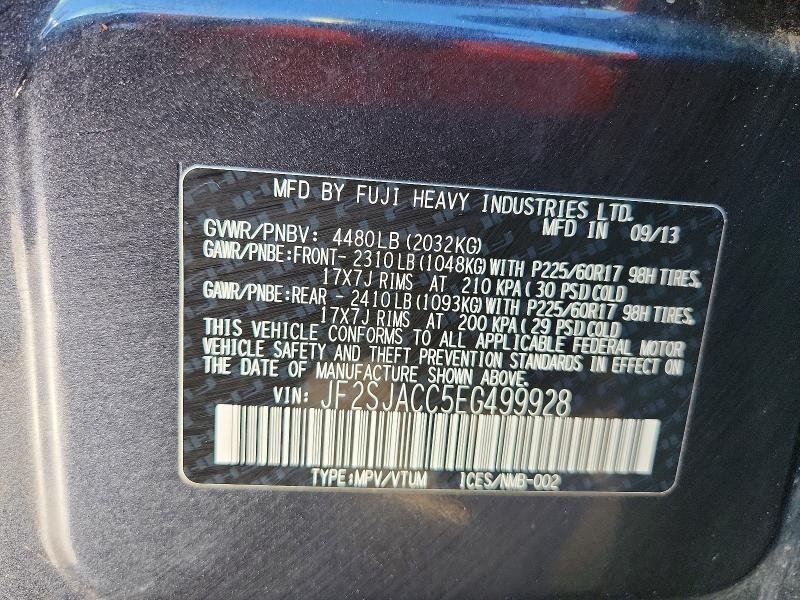 MFD BY FUJI HEAVY INDUSTRIES LTD.
MFD IN 09/13
GVWR/PNBV: 4480LB(2032KG)
GAWR/PNBE:FRONT- 2310LB(1048KG)WITH P225/60R17 98H TIRES,
17X7J RIMS AT 210 KPA(30 PSI)COLD
GAWR/PNBE:REAR - 2410LB(1093KG)WITH P225/60R17 98H TIRES,
17X7J RIMS AT 200 KPA(29 PSI)COLD
THIS VEHICLE CONFORMS TO ALL APPLICABLE FEDERAL MOTOR
VEHICLE SAFETY AND THEFT PREVENTION STANDARDS IN EFFECT ON
THE DATE OF MANUFACTURE SHOWN ABOVE.
VIN: JF2SJACC5EG499928
TYPE:MPV/VTUM ICES/NMB-002